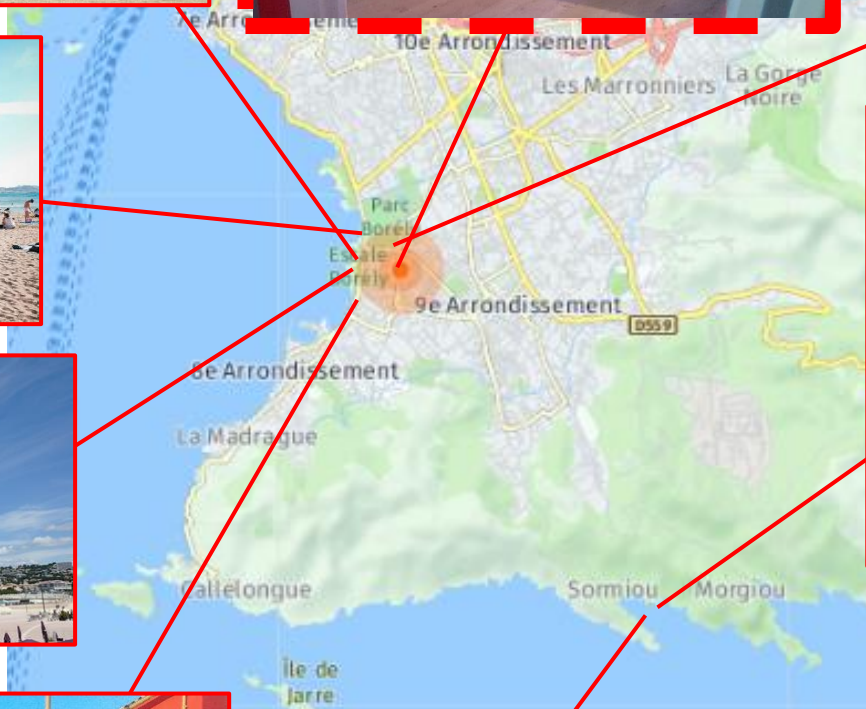 7e Arrondissement
10e Arrondissement
Les Marronniers
La Gorge
Noire
Parc
Borély
Escale
Borély
9e Arrondissement
D559
8e Arrondissement
La Madrague
Callelongue
Sormiou
Morgiou
Île de
Jarre